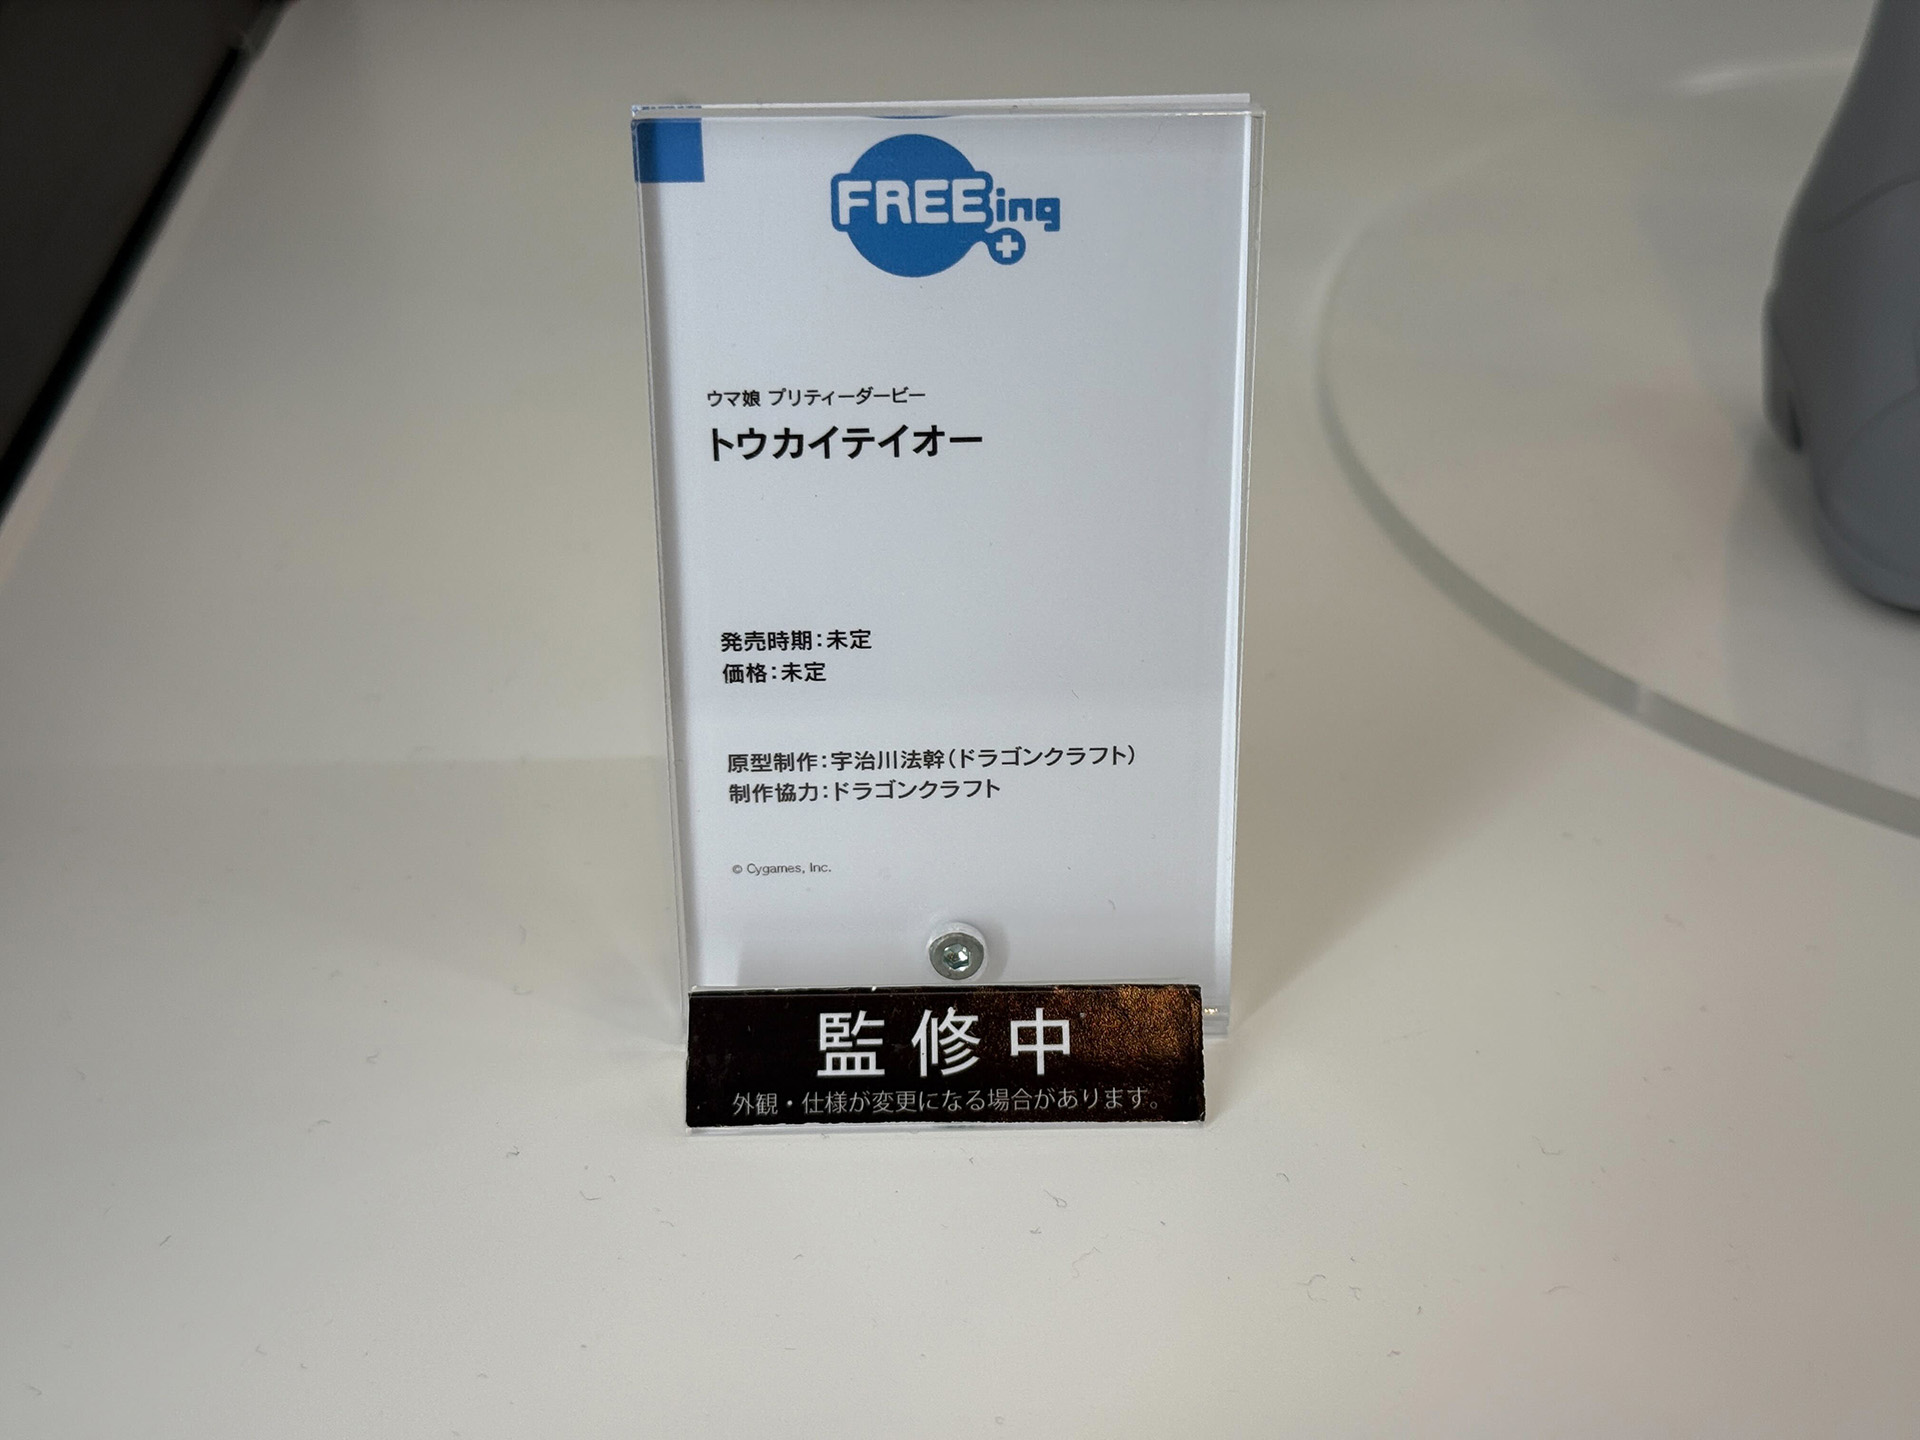 FREEing
ウマ娘 プリティーダービー
トウカイテイオー
発売時期：未定
価格：未定
原型制作：宇治川法幹（ドラゴンクラフト）
制作協力：ドラゴンクラフト
© Cygames, Inc.
監修中
外観・仕様が変更になる場合があります。